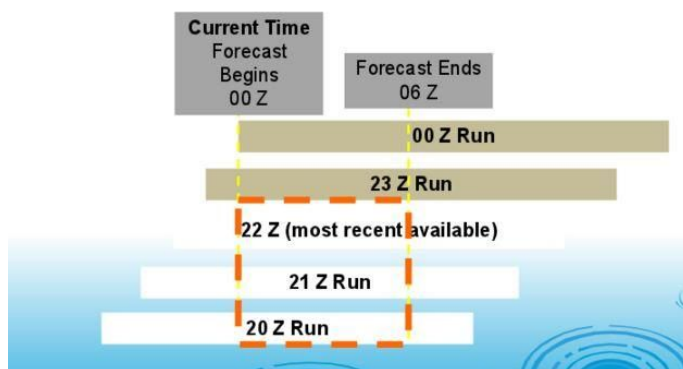 Current Time
Forecast
Begins
00 Z
Forecast Ends
06 Z
00 Z Run
23 Z Run
22 Z (most recent available)
21 Z Run
20 Z Run